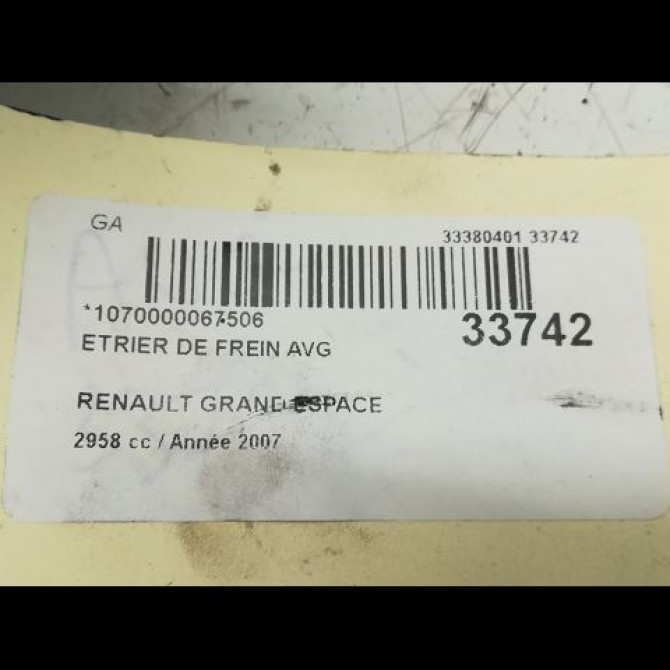 GA
33380401 33742
*1070000067506
33742
ETRIER DE FREIN AVG
RENAULT GRAND ESPACE
2958 cc / Année 2007